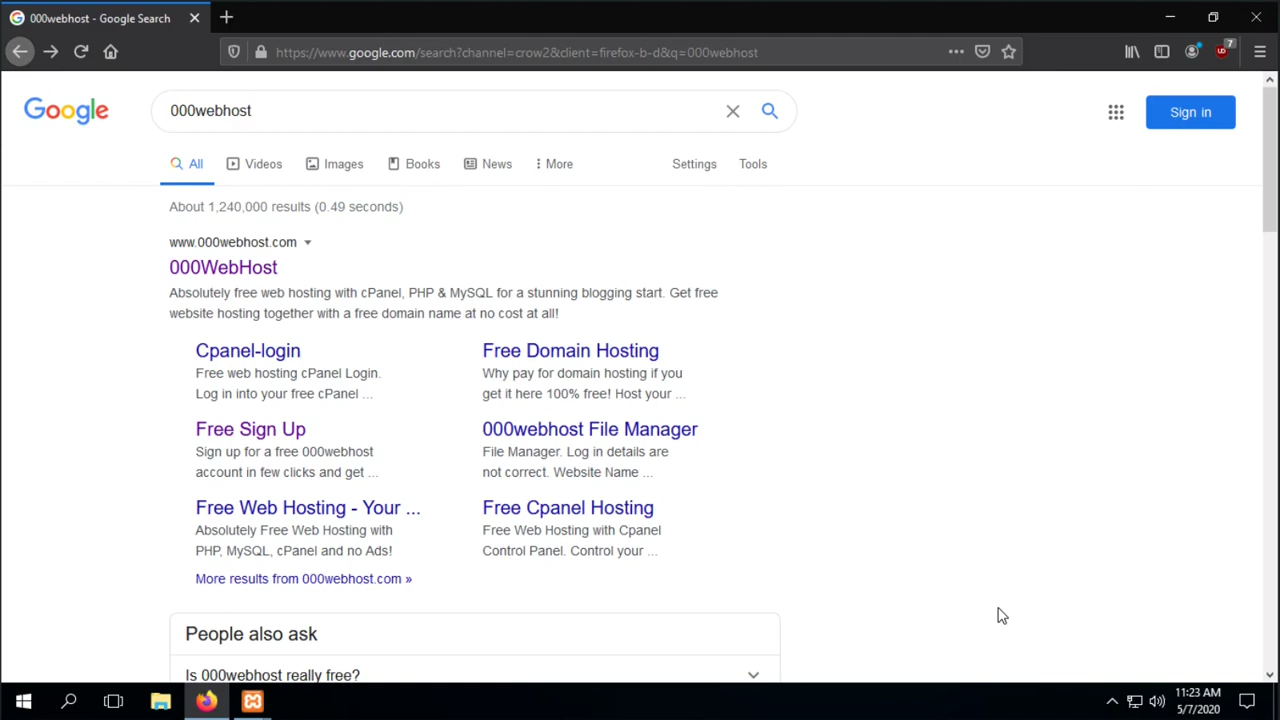 000webhost - Google Search
https://www.google.com/search?channel=crow2&client=firefox-b-d&q=000webhost
7
Google
000webhost
Sign in
All
Videos
Images
Books
News
More
Settings
Tools
About 1,240,000 results (0.49 seconds)
www.000webhost.com
000WebHost
Absolutely free web hosting with cPanel, PHP & MySQL for a stunning blogging start. Get free
website hosting together with a free domain name at no cost at all!
Cpanel-login
Free web hosting cPanel Login.
Log in into your free cPanel ...
Free Domain Hosting
Why pay for domain hosting if you
get it here 100% free! Host your ...
Free Sign Up
Sign up for a free 000webhost
account in few clicks and get ...
000webhost File Manager
File Manager. Log in details are
not correct. Website Name ...
Free Web Hosting - Your ...
Absolutely Free Web Hosting with
PHP, MySQL, cPanel and no Ads!
Free Cpanel Hosting
Free Web Hosting with Cpanel
Control Panel. Control your ...
More results from 000webhost.com »
People also ask
Is 000webhost really free?
11:23 AM
5/7/2020